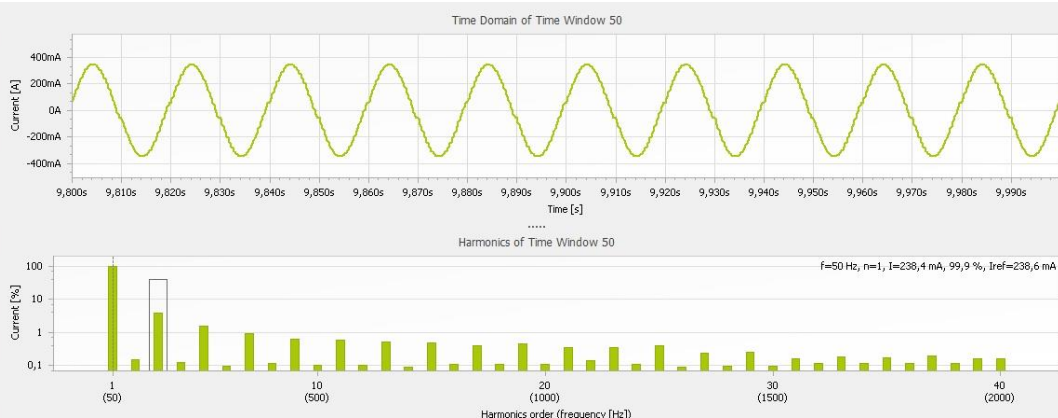 Time Domain of Time Window 50
Current [A]
400mA
200mA
0A
-200mA
-400mA
9,800s 9,810s 9,820s 9,830s 9,840s 9,850s 9,860s 9,870s 9,880s 9,890s 9,900s 9,910s 9,920s 9,930s 9,940s 9,950s 9,960s 9,970s 9,980s 9,990s
Time [s]
Harmonics of Time Window 50
f=50 Hz, n=1, I=238,4 mA, 99,9 %, Iref=238,6 mA
Current [%]
100
10
1
0,1
1 10 20 30 40
(50) (500) (1000) (1500) (2000)
Harmonics order (frequency [Hz])